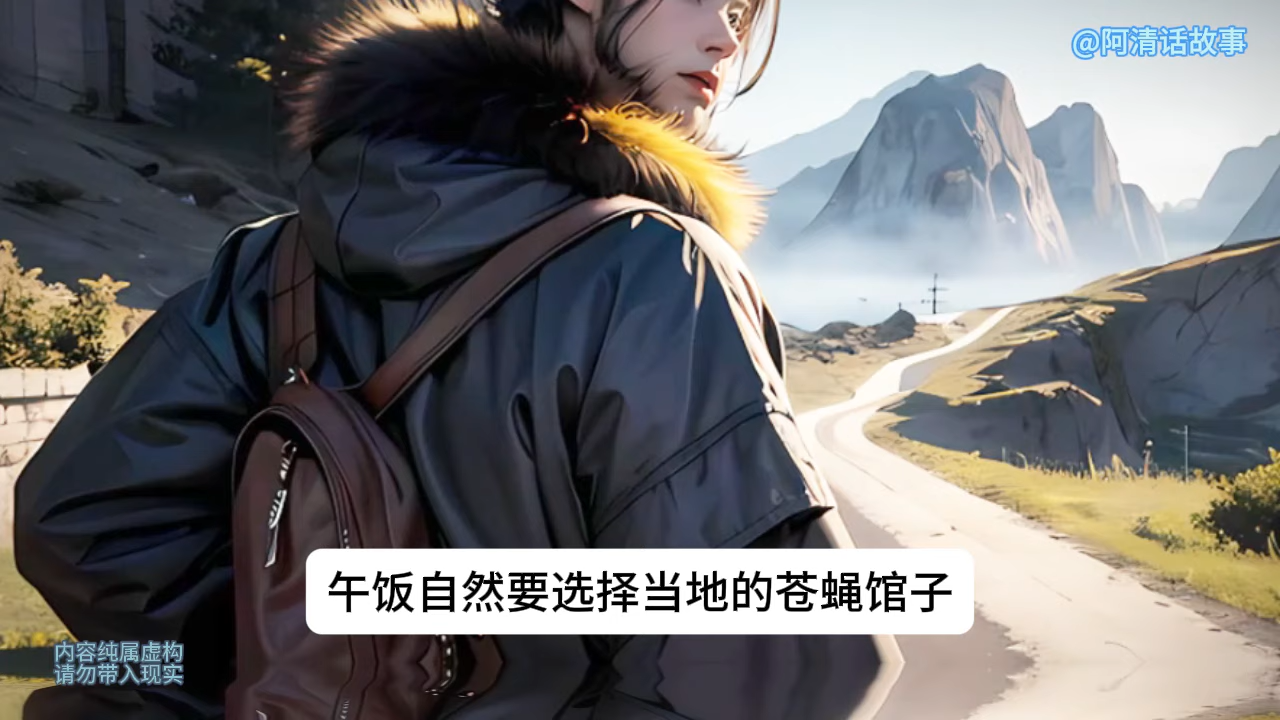 @阿清话故事
午饭自然要选择当地的苍蝇馆子
内容纯属虚构
请勿带入现实